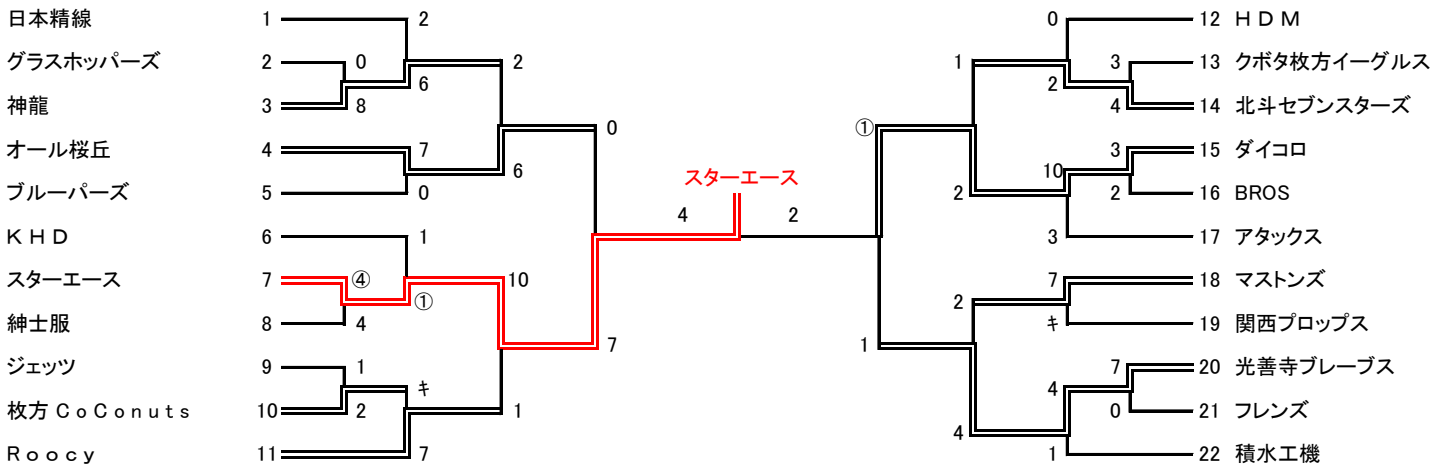 日本精線 1 2
グラスホッパーズ 2 0
2
6
神龍 3 8
0
オール桜丘 4 7
6
ブルーパーズ 5 0
スターエース
4 2
ＫＨＤ 6 1
スターエース 7 ④ 10
①
紳士服 8 4
7
ジェッツ 9 1
キ
枚方ＣｏＣｏｎｕｔｓ 10 2 1
Ｒｏｏｃｙ 11 7
0 12 ＨＤＭ
1 3 13 クボタ枚方イーグルス
2
4 14 北斗セブンスターズ
①
3 15 ダイコロ
10
2 2 16 BROS
3 17 アタックス
7 18 マストンズ
2
キ 19 関西プロップス
1
7 20 光善寺ブレーブス
4
0 21 フレンズ
4
1 22 積水工機